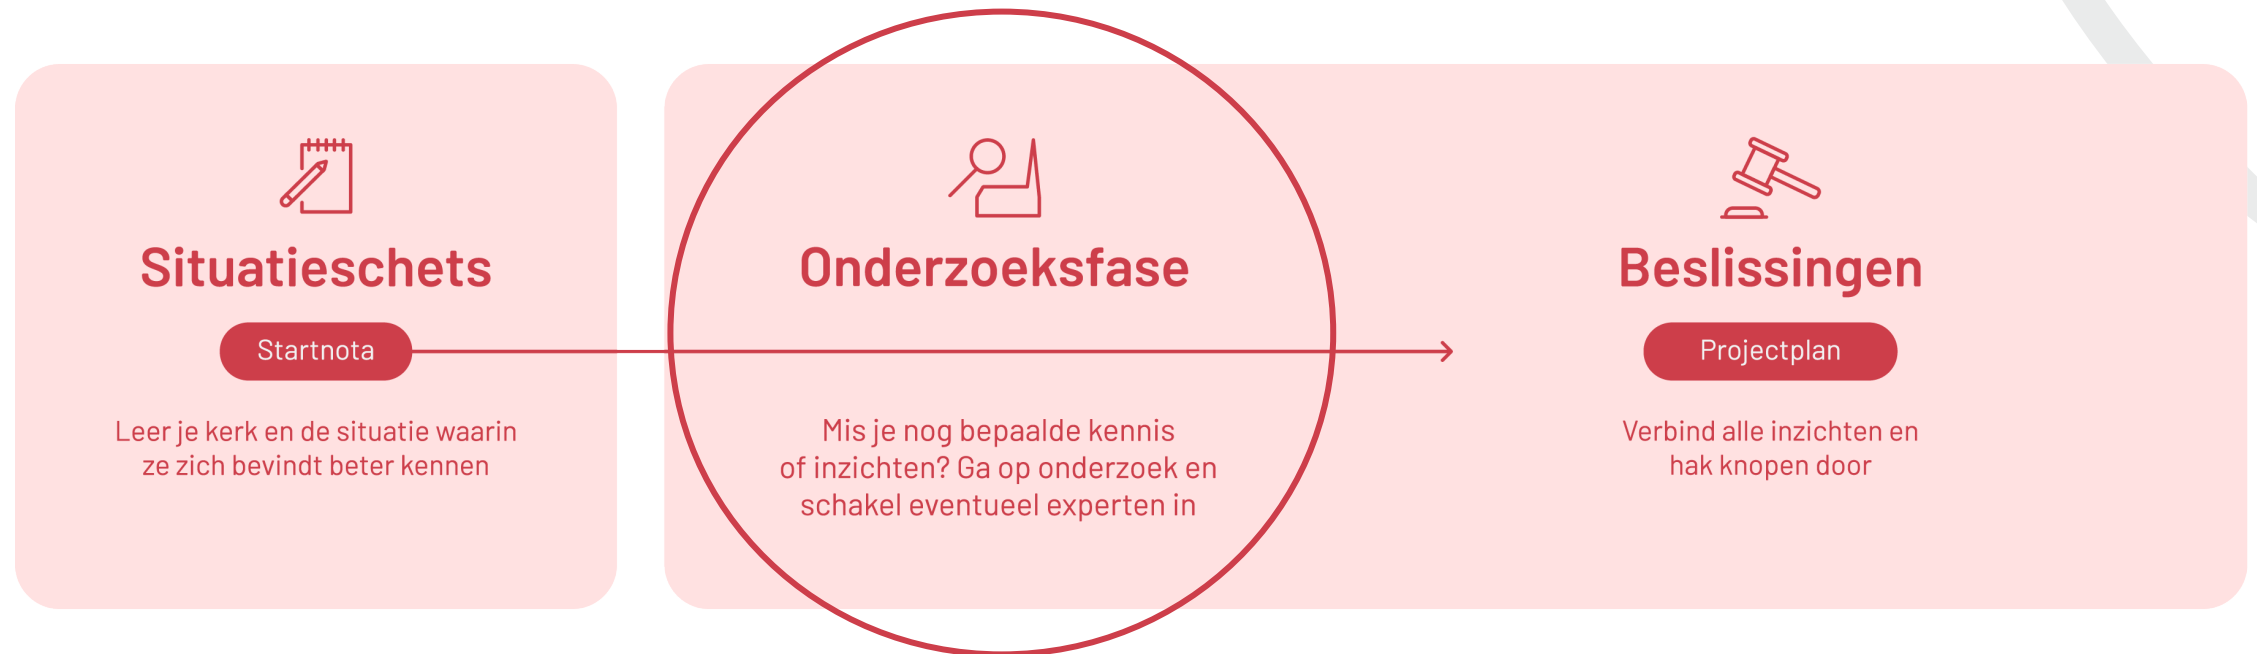 Situatieschets
Startnota
Leer je kerk en de situatie waarin
ze zich bevindt beter kennen
Onderzoeksfase
Mis je nog bepaalde kennis
of inzichten? Ga op onderzoek en
schakel eventueel experten in
Beslissingen
Projectplan
Verbind alle inzichten en
hak knopen door